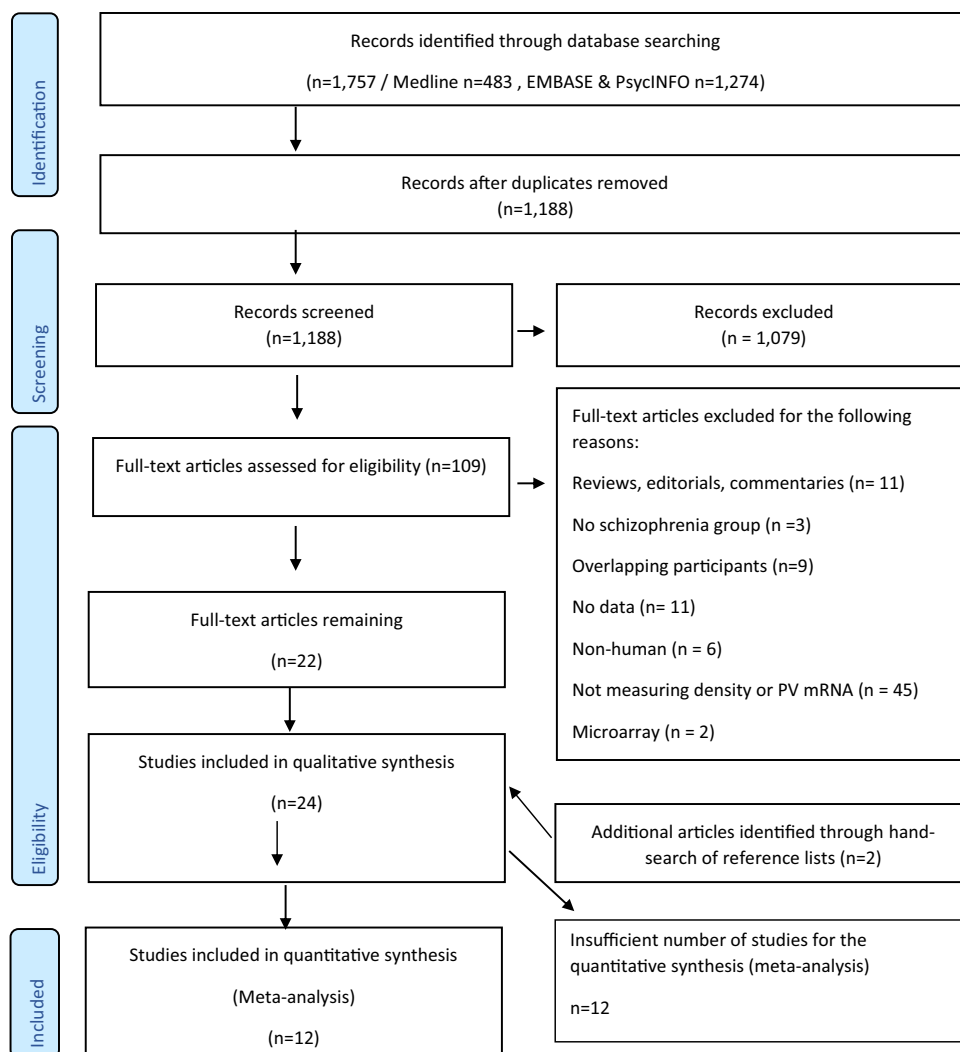 Identification
Records identified through database searching
(n=1,757 / Medline n=483 , EMBASE & PsycINFO n=1,274)
Records after duplicates removed
(n=1,188)
Screening
Records screened
(n=1,188)
Records excluded
(n = 1,079)
Eligibility
Full-text articles assessed for eligibility (n=109)
Full-text articles excluded for the following
reasons:
Reviews, editorials, commentaries (n= 11)
No schizophrenia group (n =3)
Overlapping participants (n=9)
No data (n= 11)
Non-human (n = 6)
Not measuring density or PV mRNA (n = 45)
Microarray (n = 2)
Full-text articles remaining
(n=22)
Studies included in qualitative synthesis
(n=24)
Additional articles identified through hand-
search of reference lists (n=2)
Included
Studies included in quantitative synthesis
(Meta-analysis)
(n=12)
Insufficient number of studies for the
quantitative synthesis (meta-analysis)
n=12